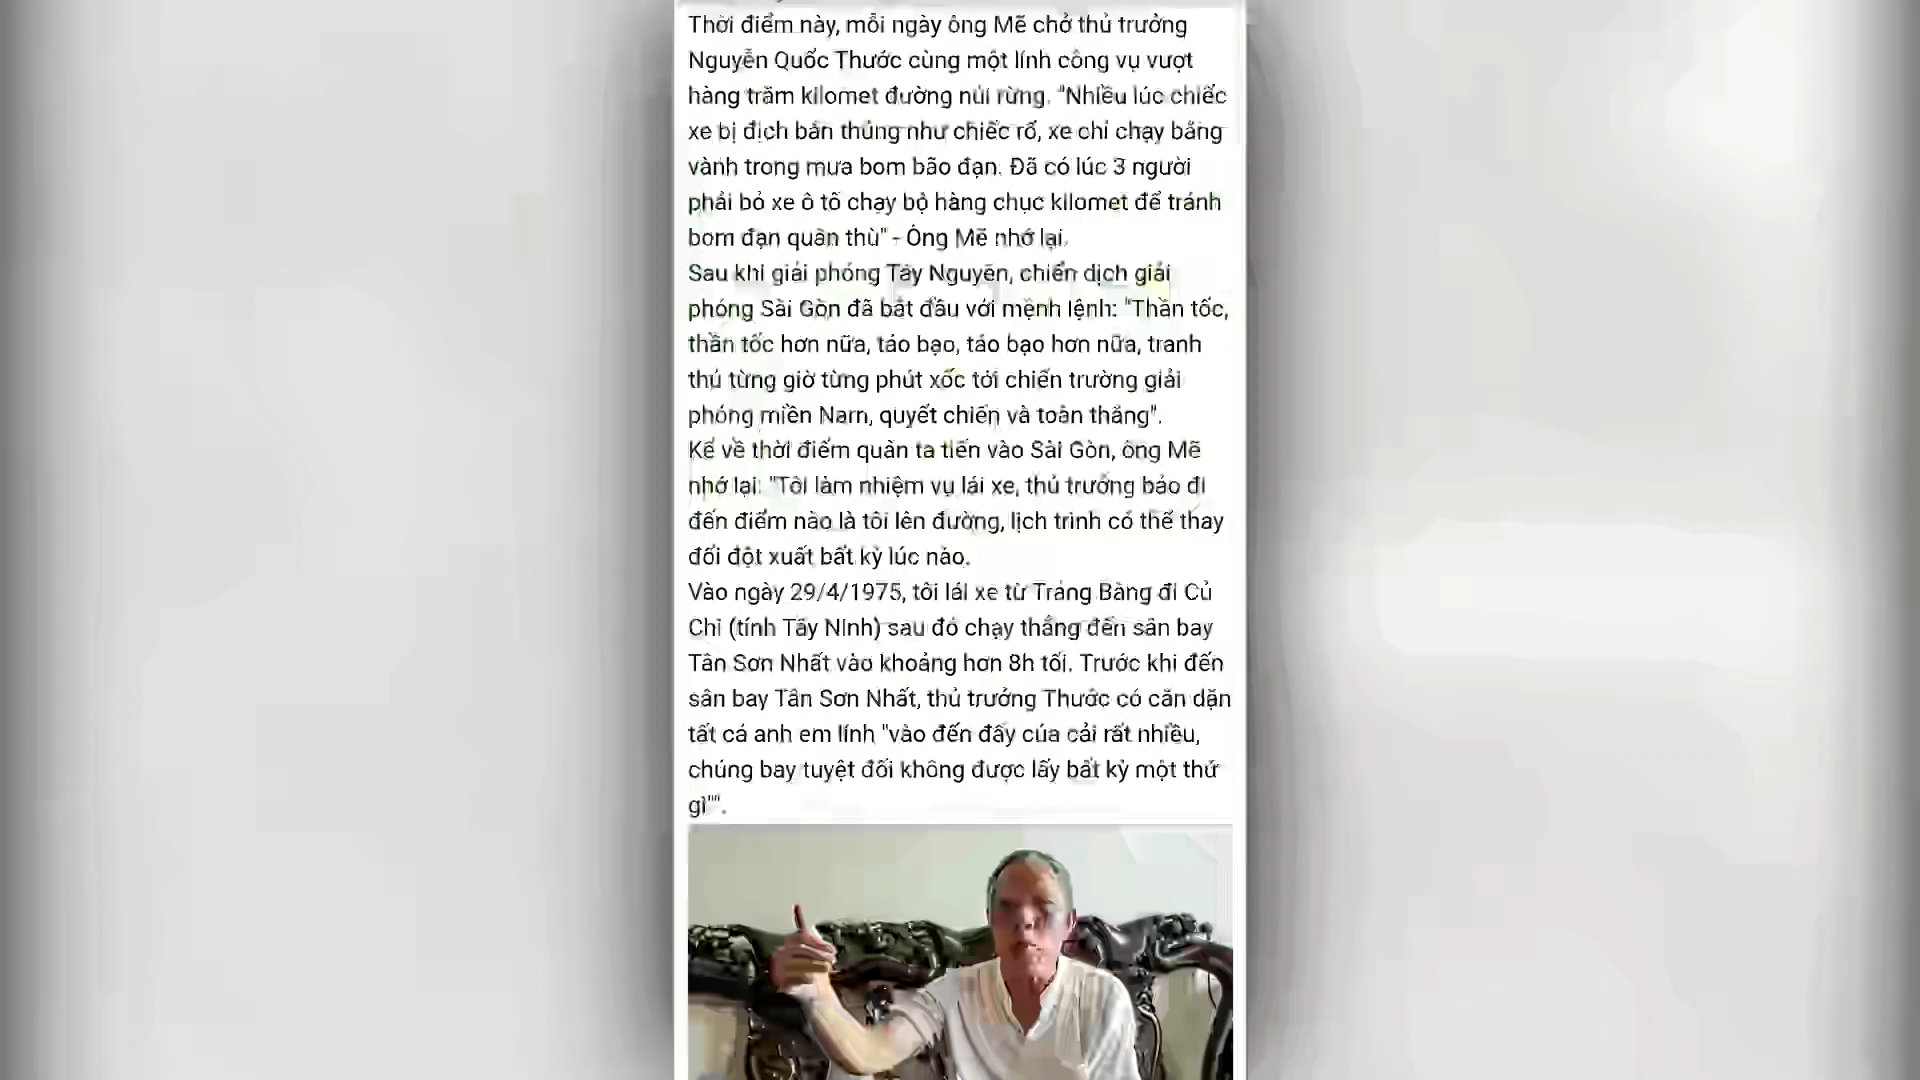 Thời điểm này, mỗi ngày ông Mẽ chở thủ trưởng
Nguyễn Quốc Thước cùng một lính công vụ vượt
hàng trăm kilomet đường núi rừng. "Nhiều lúc chiếc
xe bị địch bắn thủng như chiếc rổ, xe chỉ chạy bằng
vành trong mưa bom bão đạn. Đã có lúc 3 người
phải bỏ xe ô tô chạy bộ hàng chục kilomet để tránh
bom đạn quân thù" - Ông Mẽ nhớ lại.
Sau khi giải phóng Tây Nguyên, chiến dịch giải
phóng Sài Gòn đã bắt đầu với mệnh lệnh: "Thần tốc,
thần tốc hơn nữa, táo bạo, táo bạo hơn nữa, tranh
thủ từng giờ từng phút xốc tới chiến trường giải
phóng miền Nam, quyết chiến và toàn thắng".
Kể về thời điểm quân ta tiến vào Sài Gòn, ông Mẽ
nhớ lại: "Tôi làm nhiệm vụ lái xe, thủ trưởng bảo đi
đến điểm nào là tôi lên đường, lịch trình có thể thay
đổi đột xuất bất kỳ lúc nào.
Vào ngày 29/4/1975, tôi lái xe từ Trảng Bàng đi Củ
Chi (tỉnh Tây Ninh) sau đó chạy thẳng đến sân bay
Tân Sơn Nhất vào khoảng hơn 8h tối. Trước khi đến
sân bay Tân Sơn Nhất, thủ trưởng Thước có căn dặn
tất cả anh em lính "vào đến đây của cải rất nhiều,
chúng bay tuyệt đối không được lấy bất kỳ một thứ
gì"".